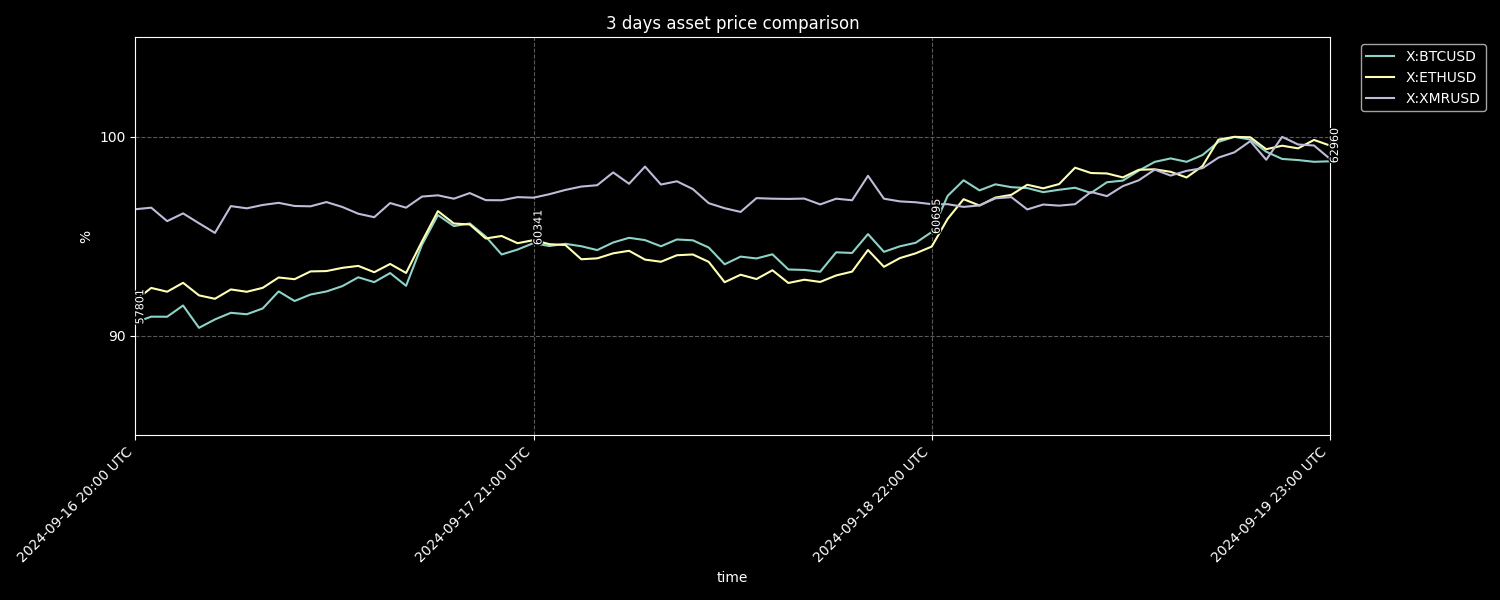 3 days asset price comparison
X:BTCUSD
X:ETHUSD
X:XMRUSD
100
90
%
57801
60341
60695
62960
2024-09-16 20:00 UTC
2024-09-17 21:00 UTC
2024-09-18 22:00 UTC
2024-09-19 23:00 UTC
time